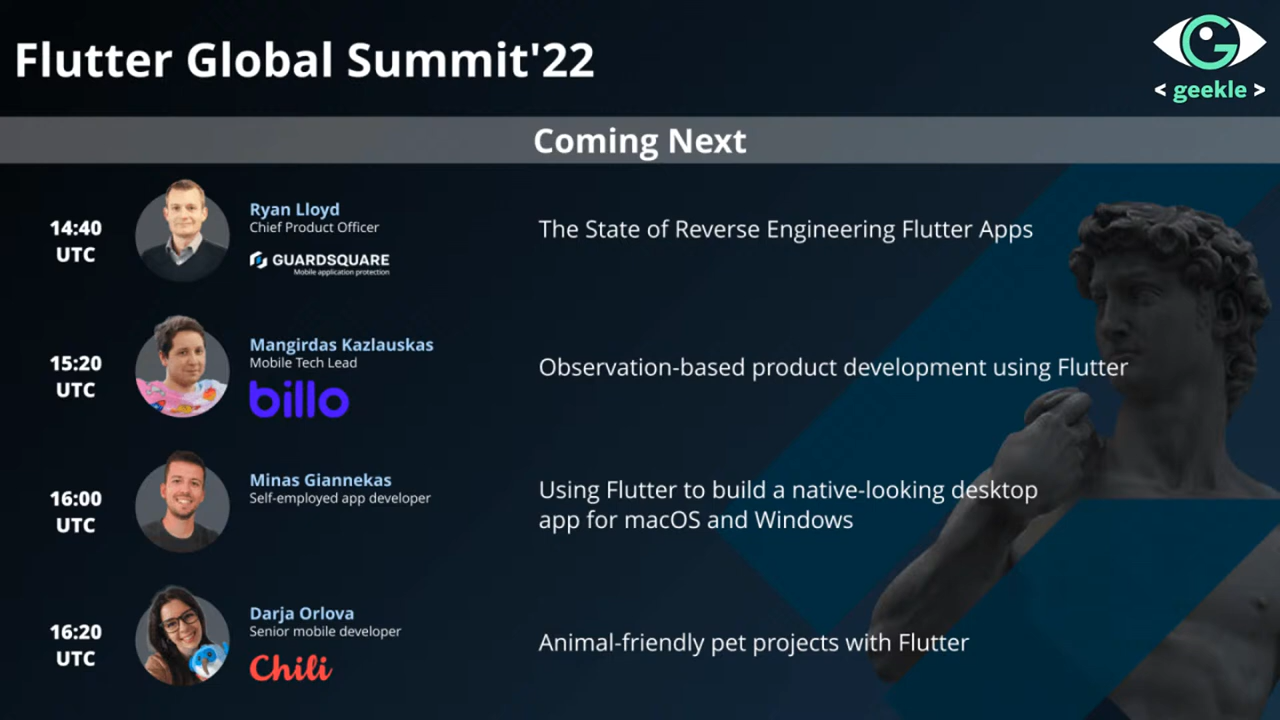 Flutter Global Summit'22
< geekle >
Coming Next
14:40
UTC
Ryan Lloyd
Chief Product Officer
GUARDSQUARE
Mobile application protection
The State of Reverse Engineering Flutter Apps
15:20
UTC
Mangirdas Kazlauskas
Mobile Tech Lead
billo
Observation-based product development using Flutter
16:00
UTC
Minas Giannekas
Self-employed app developer
Using Flutter to build a native-looking desktop
app for macOS and Windows
16:20
UTC
Darja Orlova
Senior mobile developer
Chili
Animal-friendly pet projects with Flutter